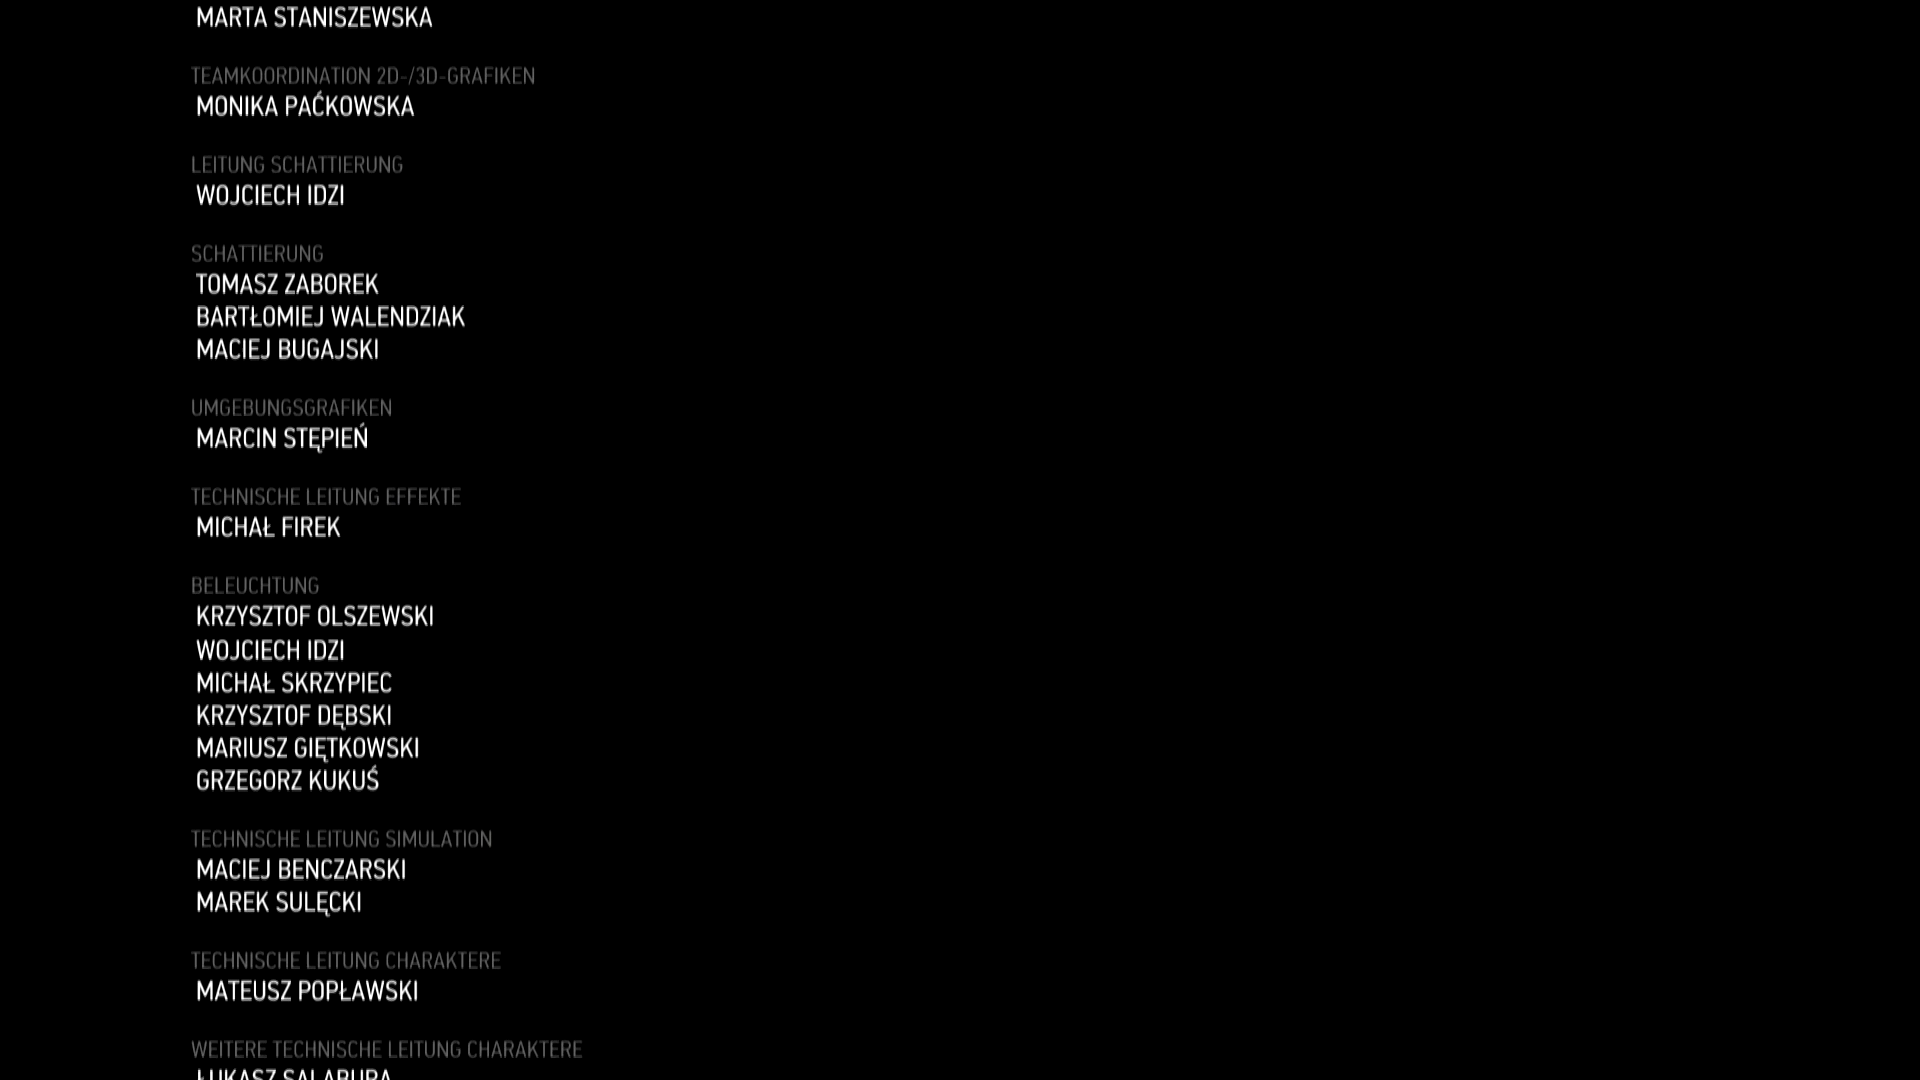 MARTA STANISZEWSKA
TEAMKOORDINATION 2D-/3D-GRAFIKEN
MONIKA PAĆKOWSKA
LEITUNG SCHATTIERUNG
WOJCIECH IDZI
SCHATTIERUNG
TOMASZ ZABOREK
BARTŁOMIEJ WALENDZIAK
MACIEJ BUGAJSKI
UMGEBUNGSGRAFIKEN
MARCIN STĘPIEŃ
TECHNISCHE LEITUNG EFFEKTE
MICHAŁ FIREK
BELEUCHTUNG
KRZYSZTOF OLSZEWSKI
WOJCIECH IDZI
MICHAŁ SKRZYPIEC
KRZYSZTOF DĘBSKI
MARIUSZ GIĘTKOWSKI
GRZEGORZ KUKUŚ
TECHNISCHE LEITUNG SIMULATION
MACIEJ BENCZARSKI
MAREK SULĘCKI
TECHNISCHE LEITUNG CHARAKTERE
MATEUSZ POPŁAWSKI
WEITERE TECHNISCHE LEITUNG CHARAKTERE
ŁUKASZ SALABURA